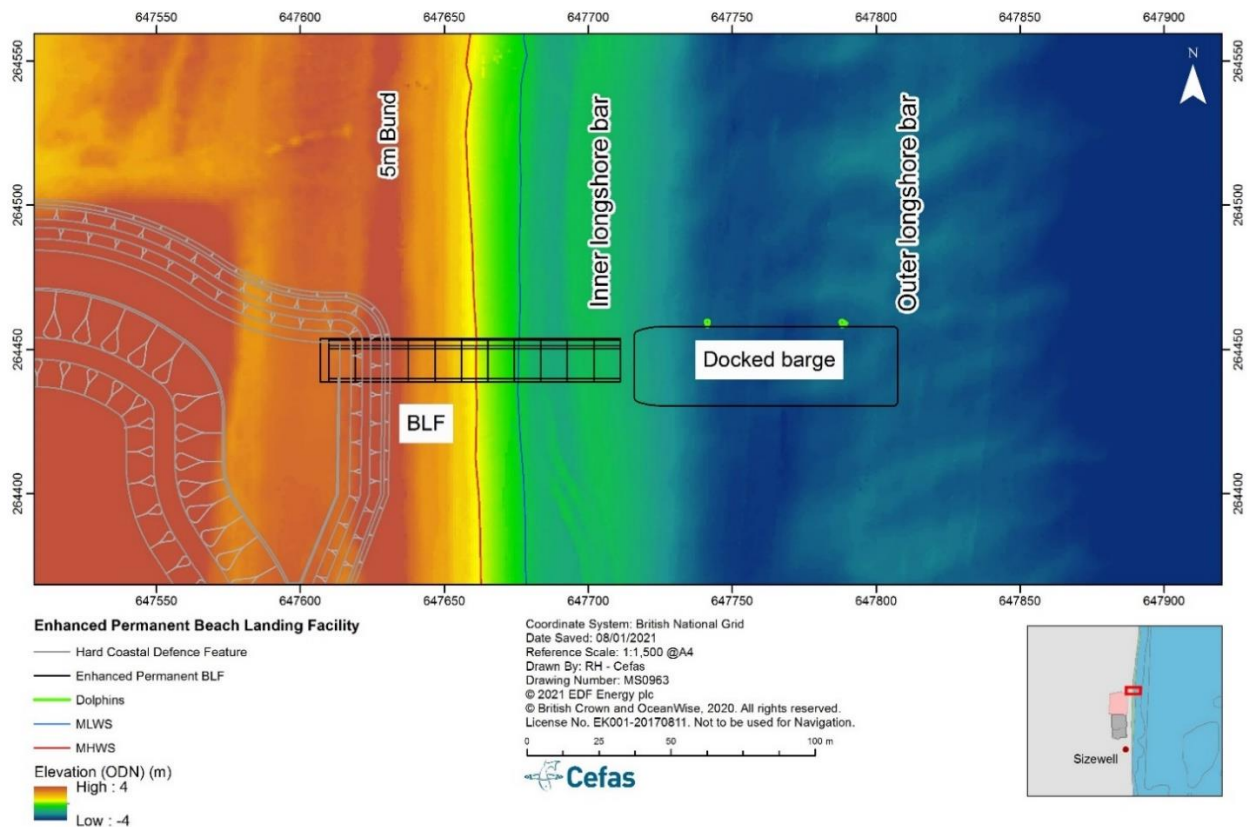 647550 647600 647650 647700 647750 647800 647850 647900
264550
264500
264450
264400
264550
264500
264450
264400
N
5m Bund
Inner longshore bar
Outer longshore bar
Docked barge
BLF
647550 647600 647650 647700 647750 647800 647850 647900
Enhanced Permanent Beach Landing Facility
Hard Coastal Defence Feature
Enhanced Permanent BLF
Dolphins
MLWS
MHWS
Elevation (ODN) (m)
High : 4
Low : -4
Coordinate System: British National Grid
Date Saved: 08/01/2021
Reference Scale: 1:1,500 @A4
Drawn By: RH - Cefas
Drawing Number: MS0963
© 2021 EDF Energy plc
© British Crown and OceanWise, 2020. All rights reserved.
License No. EK001-20170811. Not to be used for Navigation.
0 25 50 100 m
Cefas
Sizewell